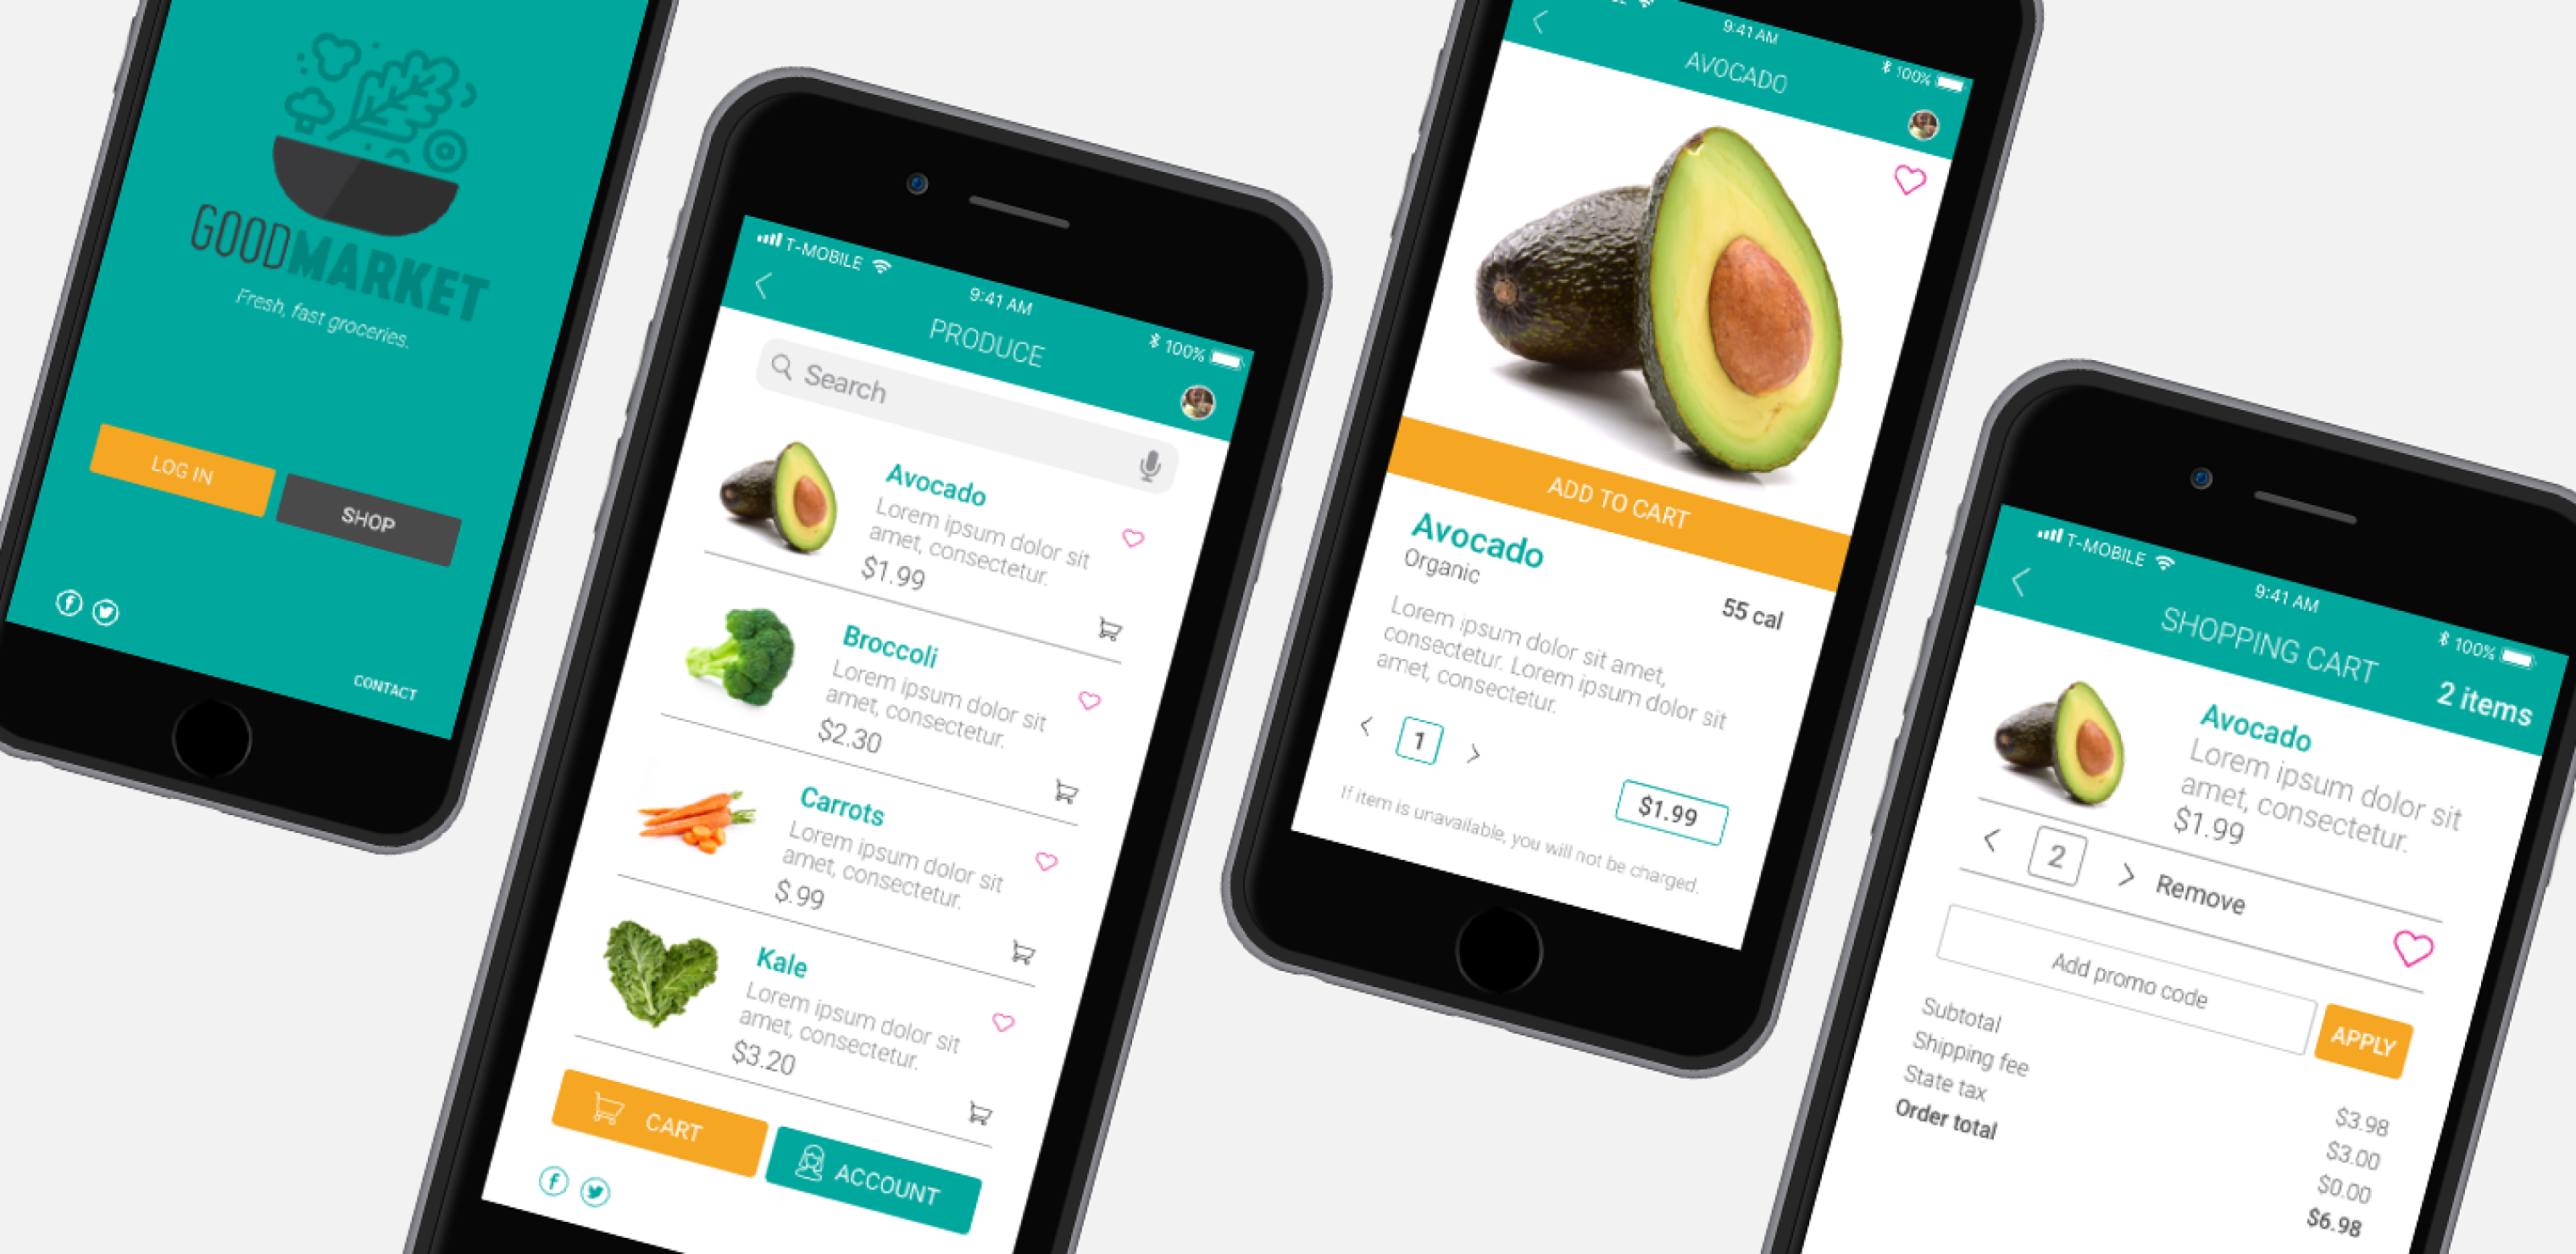 GOODMARKET
Fresh, fast groceries.
LOG IN
SHOP
CONTACT
T-MOBILE
9:41 AM
100%
PRODUCE
Search
Avocado
Lorem ipsum dolor sit
amet, consectetur.
$1.99
Broccoli
Lorem ipsum dolor sit
amet, consectetur.
$2.30
Carrots
Lorem ipsum dolor sit
amet, consectetur.
$.99
Kale
Lorem ipsum dolor sit
amet, consectetur.
$3.20
CART
ACCOUNT
9:41 AM
100%
AVOCADO
ADD TO CART
Avocado
Organic
55 cal
Lorem ipsum dolor sit amet,
consectetur. Lorem ipsum dolor sit
amet, consectetur.
1
$1.99
If item is unavailable, you will not be charged.
T-MOBILE
9:41 AM
100%
SHOPPING CART
2 items
Avocado
Lorem ipsum dolor sit
amet, consectetur.
$1.99
2
Remove
Add promo code
APPLY
Subtotal $3.98
Shipping fee $3.00
State tax $0.00
Order total $6.98